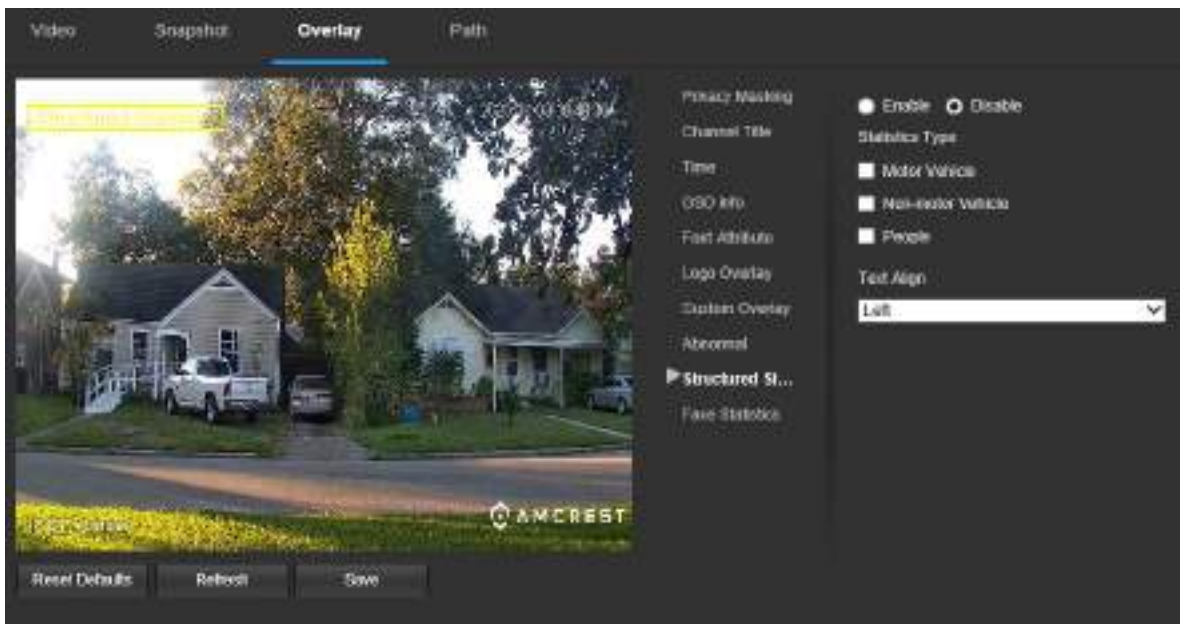 Video
Snapshot
Overlay
Path
Privacy Masking
Channel Title
Time
OSD Info
Font Attribute
Logo Overlay
Custom Overlay
Abnormal
Structured St...
Face Statistics
Enable
Disable
Statistics Type
Motor Vehicle
Non-motor Vehicle
People
Text Align
Left
AMCREST
Reset Defaults
Refresh
Save